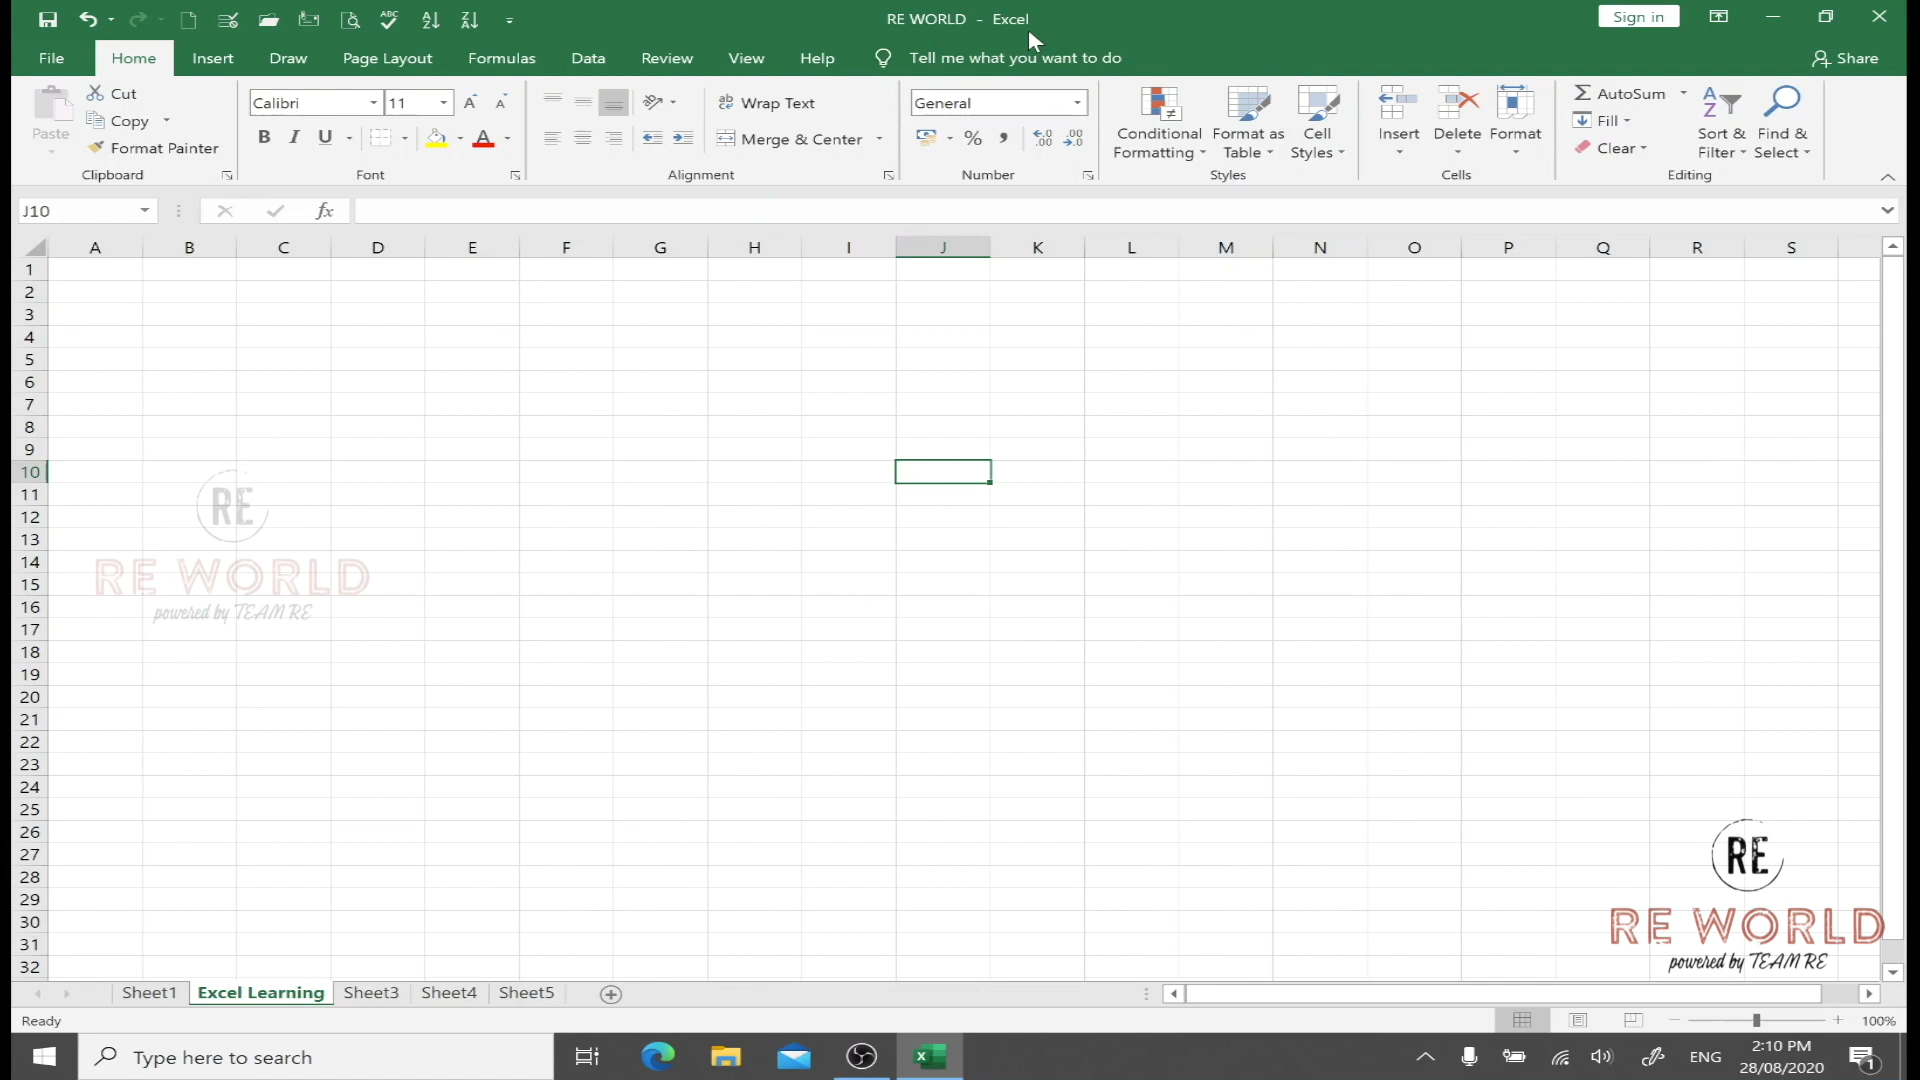 RE WORLD - Excel
Sign in
File Home Insert Draw Page Layout Formulas Data Review View Help Tell me what you want to do Share
Paste
Cut
Copy
Format Painter
Clipboard
Calibri 11 A A
B I U A
Font
ab
Wrap Text
Merge & Center
Alignment
General
% , .00 .0 .00 .0
Number
Conditional Formatting
Format as Table
Cell Styles
Styles
Insert
Delete
Format
Cells
AutoSum
Fill
Clear
Sort & Filter
Find & Select
Editing
J10
fx
A B C D E F G H I J K L M N O P Q R S
1
2
3
4
5
6
7
8
9
10
11
12
13
14
15
16
17
18
19
20
21
22
23
24
25
26
27
28
29
30
31
32
RE
RE WORLD
powered by TEAM RE
RE
RE WORLD
powered by TEAM RE
Sheet1 Excel Learning Sheet3 Sheet4 Sheet5
Ready
100%
Type here to search
ENG
2:10 PM
28/08/2020
1